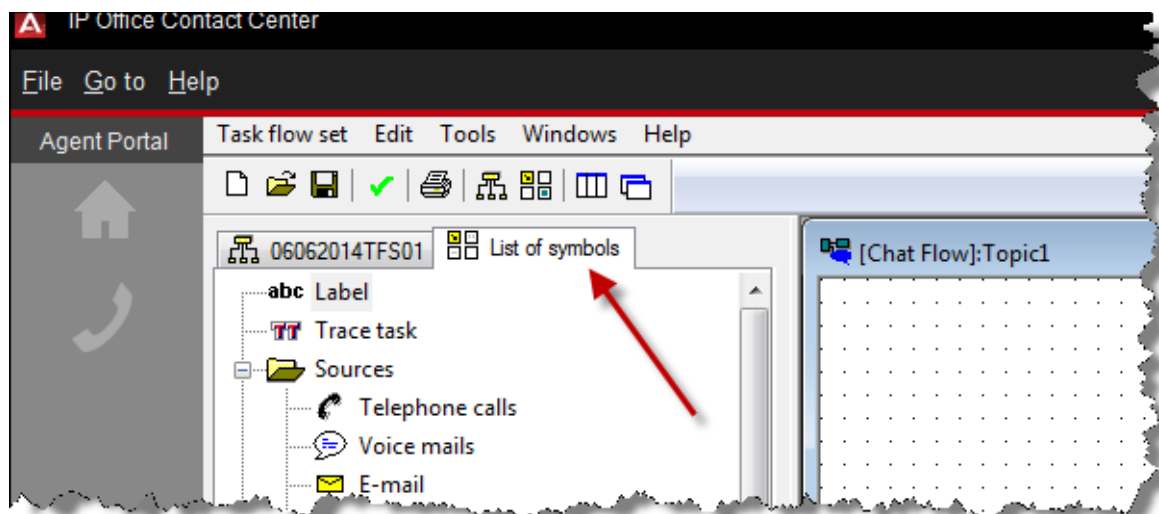 IP Office Contact Center
File Go to Help
Agent Portal
Task flow set Edit Tools Windows Help
06062014TFS01 List of symbols
[Chat Flow]:Topic1
abc Label
TT Trace task
Sources
Telephone calls
Voice mails
E-mail